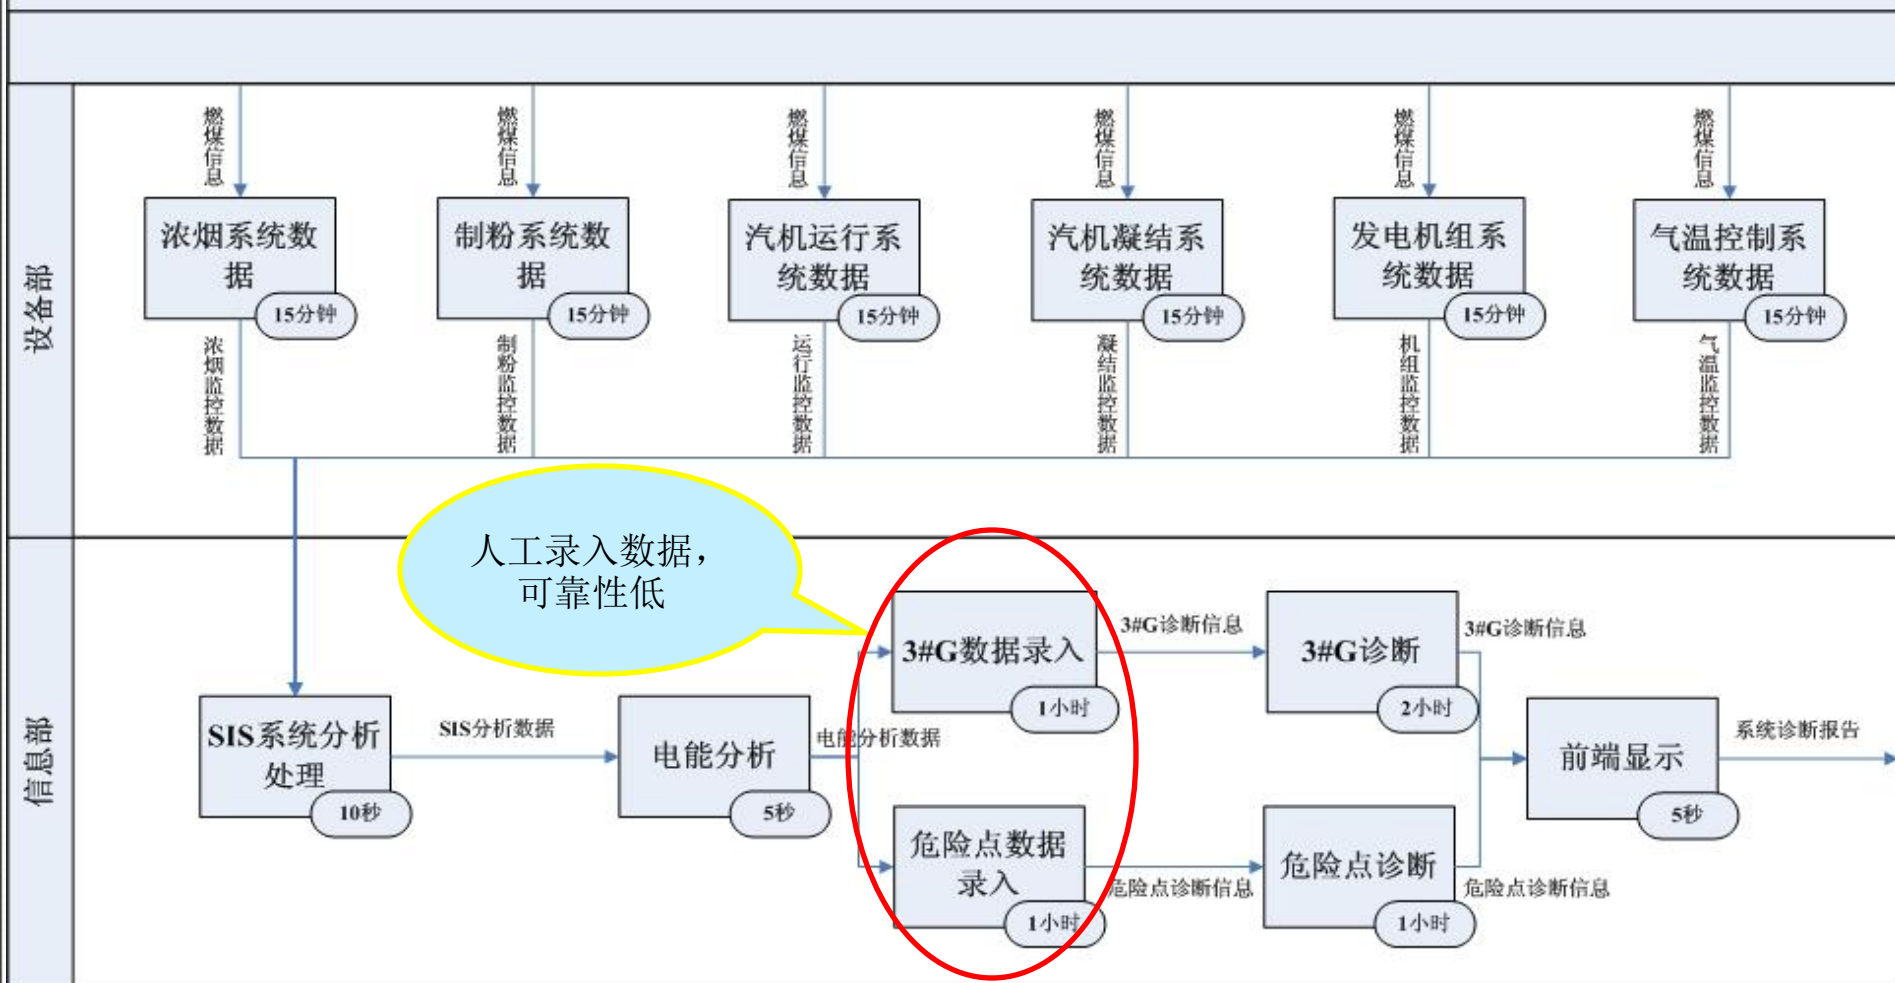 设备部
燃煤信息
燃煤信息
燃煤信息
燃煤信息
燃煤信息
燃煤信息
浓烟系统数
据
15分钟
制粉系统数
据
15分钟
汽机运行系
统数据
15分钟
汽机凝结系
统数据
15分钟
发电机组系
统数据
15分钟
气温控制系
统数据
15分钟
浓烟监控数据
制粉监控数据
运行监控数据
凝结监控数据
机组监控数据
气温监控数据
人工录入数据，
可靠性低
信息部
SIS系统分析
处理
10秒
SIS分析数据
电能分析
5秒
电能分析数据
3#G数据录入
1小时
3#G诊断信息
3#G诊断
2小时
3#G诊断信息
危险点数据
录入
1小时
危险点诊断信息
危险点诊断
1小时
危险点诊断信息
前端显示
5秒
系统诊断报告